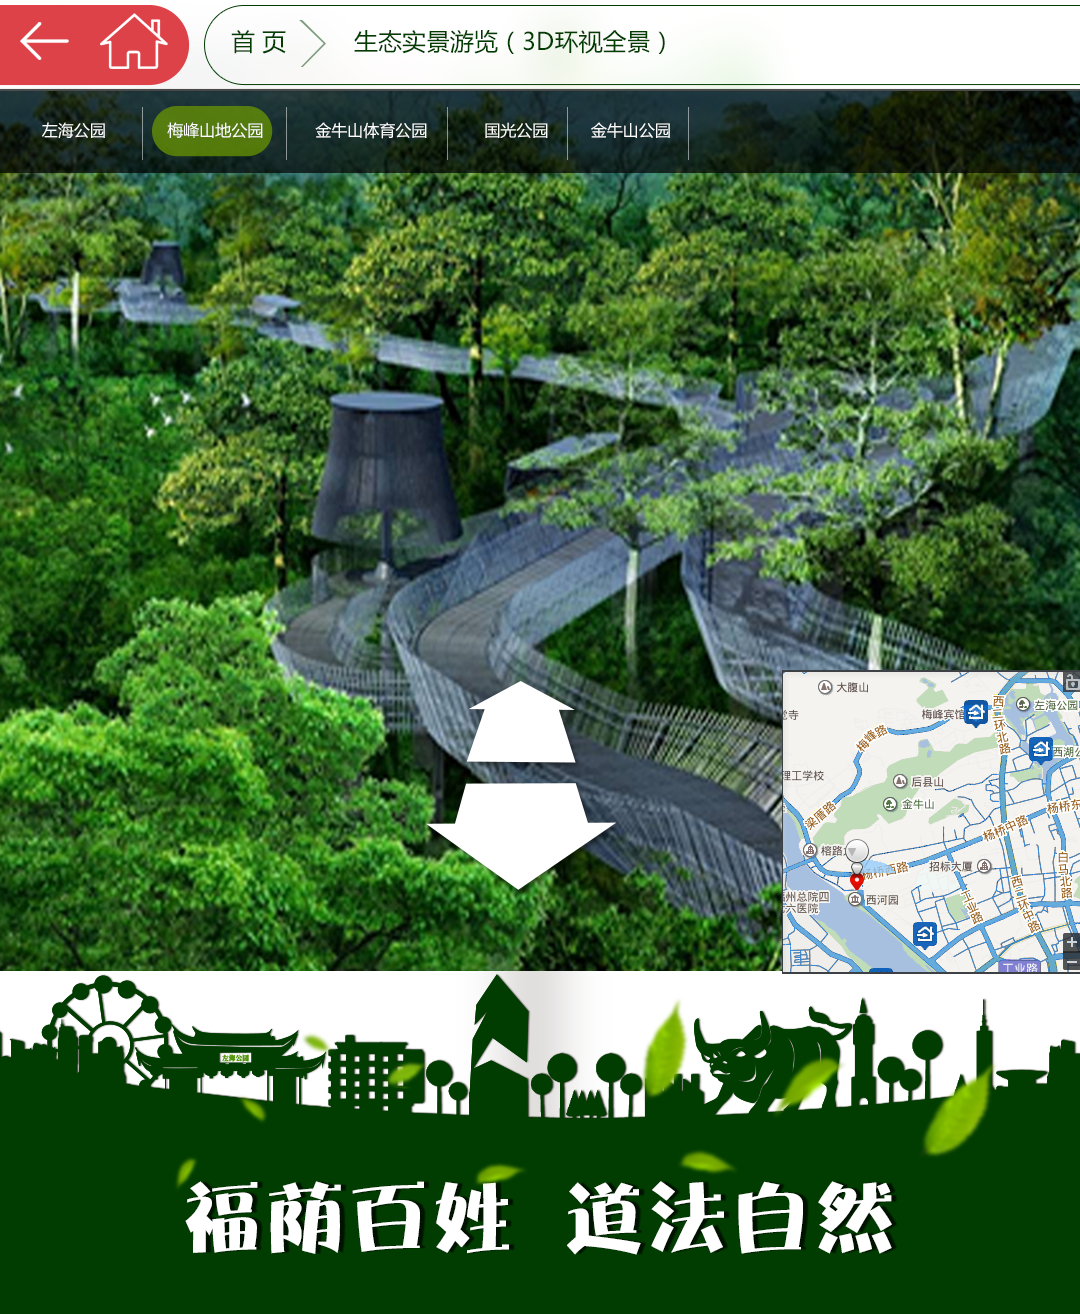 首 页
生态实景游览（3D环视全景）
左海公园
梅峰山地公园
金牛山体育公园
国光公园
金牛山公园
大腹山
梅峰宾馆
西三环北路
左海公园
西湖公
梅峰路
理工学校
后县山
金牛山
梁厝路
杨桥中路
杨桥东
榕路
杨桥西路
招标大厦
白马北路
西二环中路
工业路
州总院四
六医院
西河园
工业路
左海公园
福荫百姓 道法自然